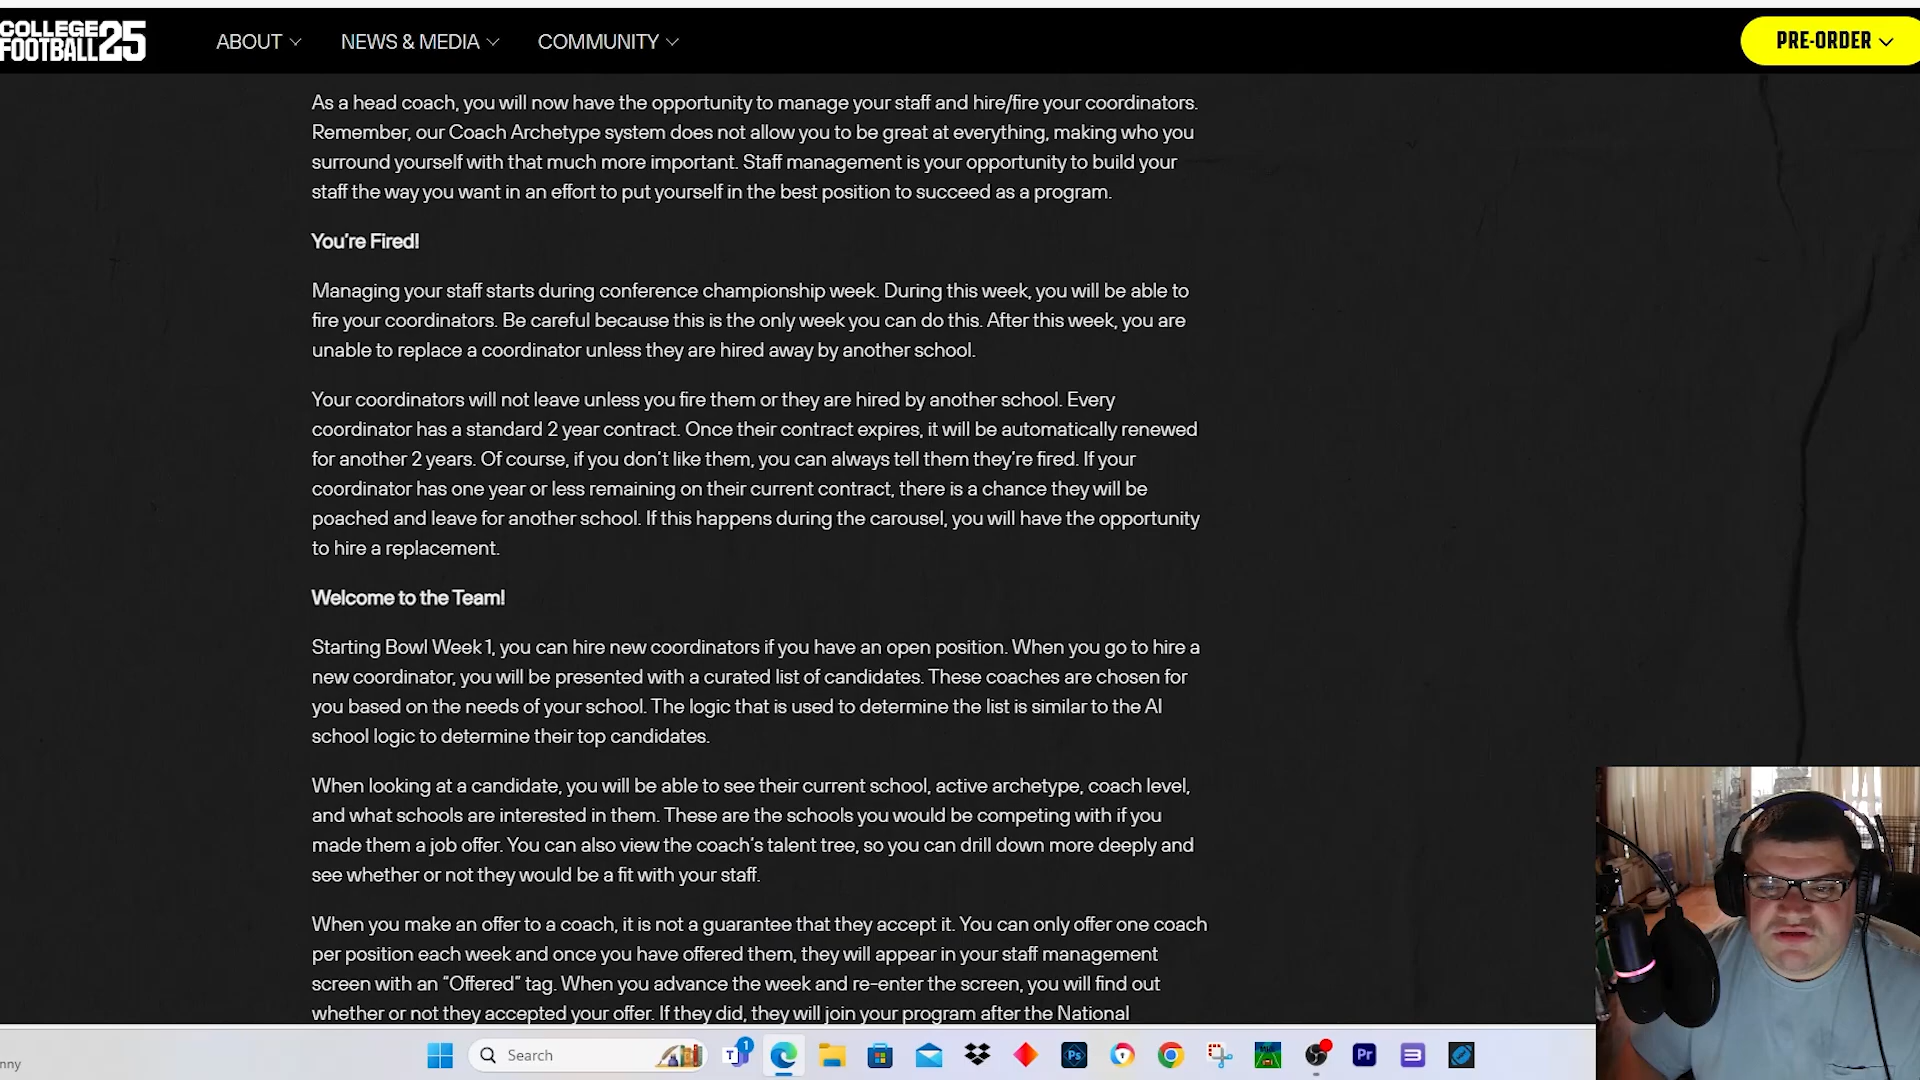 COLLEGE
FOOTBALL 25
ABOUT
NEWS & MEDIA
COMMUNITY
PRE-ORDER
As a head coach, you will now have the opportunity to manage your staff and hire/fire your coordinators.
Remember, our Coach Archetype system does not allow you to be great at everything, making who you
surround yourself with that much more important. Staff management is your opportunity to build your
staff the way you want in an effort to put yourself in the best position to succeed as a program.
You're Fired!
Managing your staff starts during conference championship week. During this week, you will be able to
fire your coordinators. Be careful because this is the only week you can do this. After this week, you are
unable to replace a coordinator unless they are hired away by another school.
Your coordinators will not leave unless you fire them or they are hired by another school. Every
coordinator has a standard 2 year contract. Once their contract expires, it will be automatically renewed
for another 2 years. Of course, if you don't like them, you can always tell them they're fired. If your
coordinator has one year or less remaining on their current contract, there is a chance they will be
poached and leave for another school. If this happens during the carousel, you will have the opportunity
to hire a replacement.
Welcome to the Team!
Starting Bowl Week 1, you can hire new coordinators if you have an open position. When you go to hire a
new coordinator, you will be presented with a curated list of candidates. These coaches are chosen for
you based on the needs of your school. The logic that is used to determine the list is similar to the AI
school logic to determine their top candidates.
When looking at a candidate, you will be able to see their current school, active archetype, coach level,
and what schools are interested in them. These are the schools you would be competing with if you
made them a job offer. You can also view the coach's talent tree, so you can drill down more deeply and
see whether or not they would be a fit with your staff.
When you make an offer to a coach, it is not a guarantee that they accept it. You can only offer one coach
per position each week and once you have offered them, they will appear in your staff management
screen with an “Offered” tag. When you advance the week and re-enter the screen, you will find out
whether or not they accepted your offer. If they did, they will join your program after the National
nny
Search
T
1
Ps
Pr